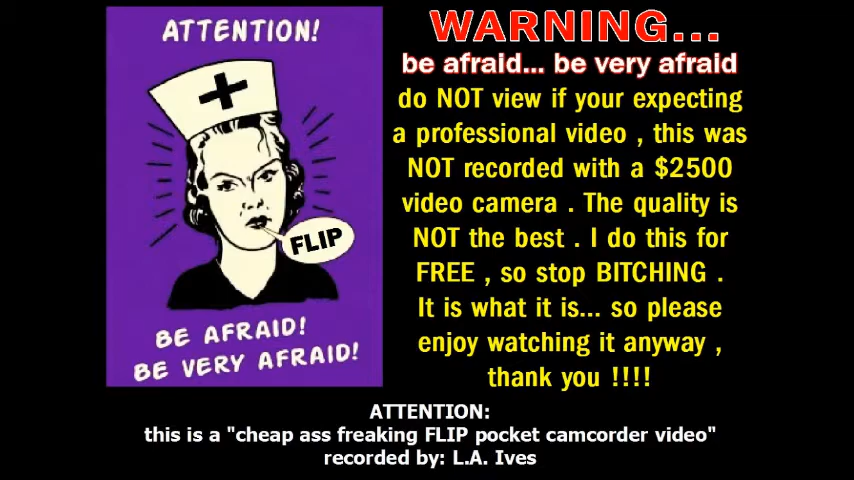 ATTENTION!
FLIP
BE AFRAID!
BE VERY AFRAID!
WARNING...
be afraid... be very afraid
do NOT view if your expecting
a professional video , this was
NOT recorded with a $2500
video camera . The quality is
NOT the best . I do this for
FREE , so stop BITCHING .
It is what it is... so please
enjoy watching it anyway ,
thank you !!!!
ATTENTION:
this is a "cheap ass freaking FLIP pocket camcorder video"
recorded by: L.A. Ives